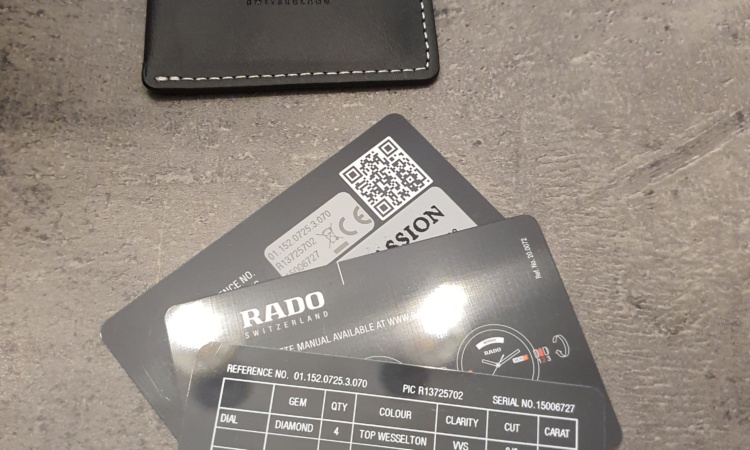 01.152.0725.3.070
R13725702
RADO
SWITZERLAND
MANUAL AVAILABLE AT WWW.
Ref. No. 20.0072
RADO
REFERENCE NO. 01.152.0725.3.070 PIC R13725702 SERIAL NO.15006727
GEM QTY COLOUR CLARITY CUT CARAT
DIAL DIAMOND 4 TOP WESSELTON VVS